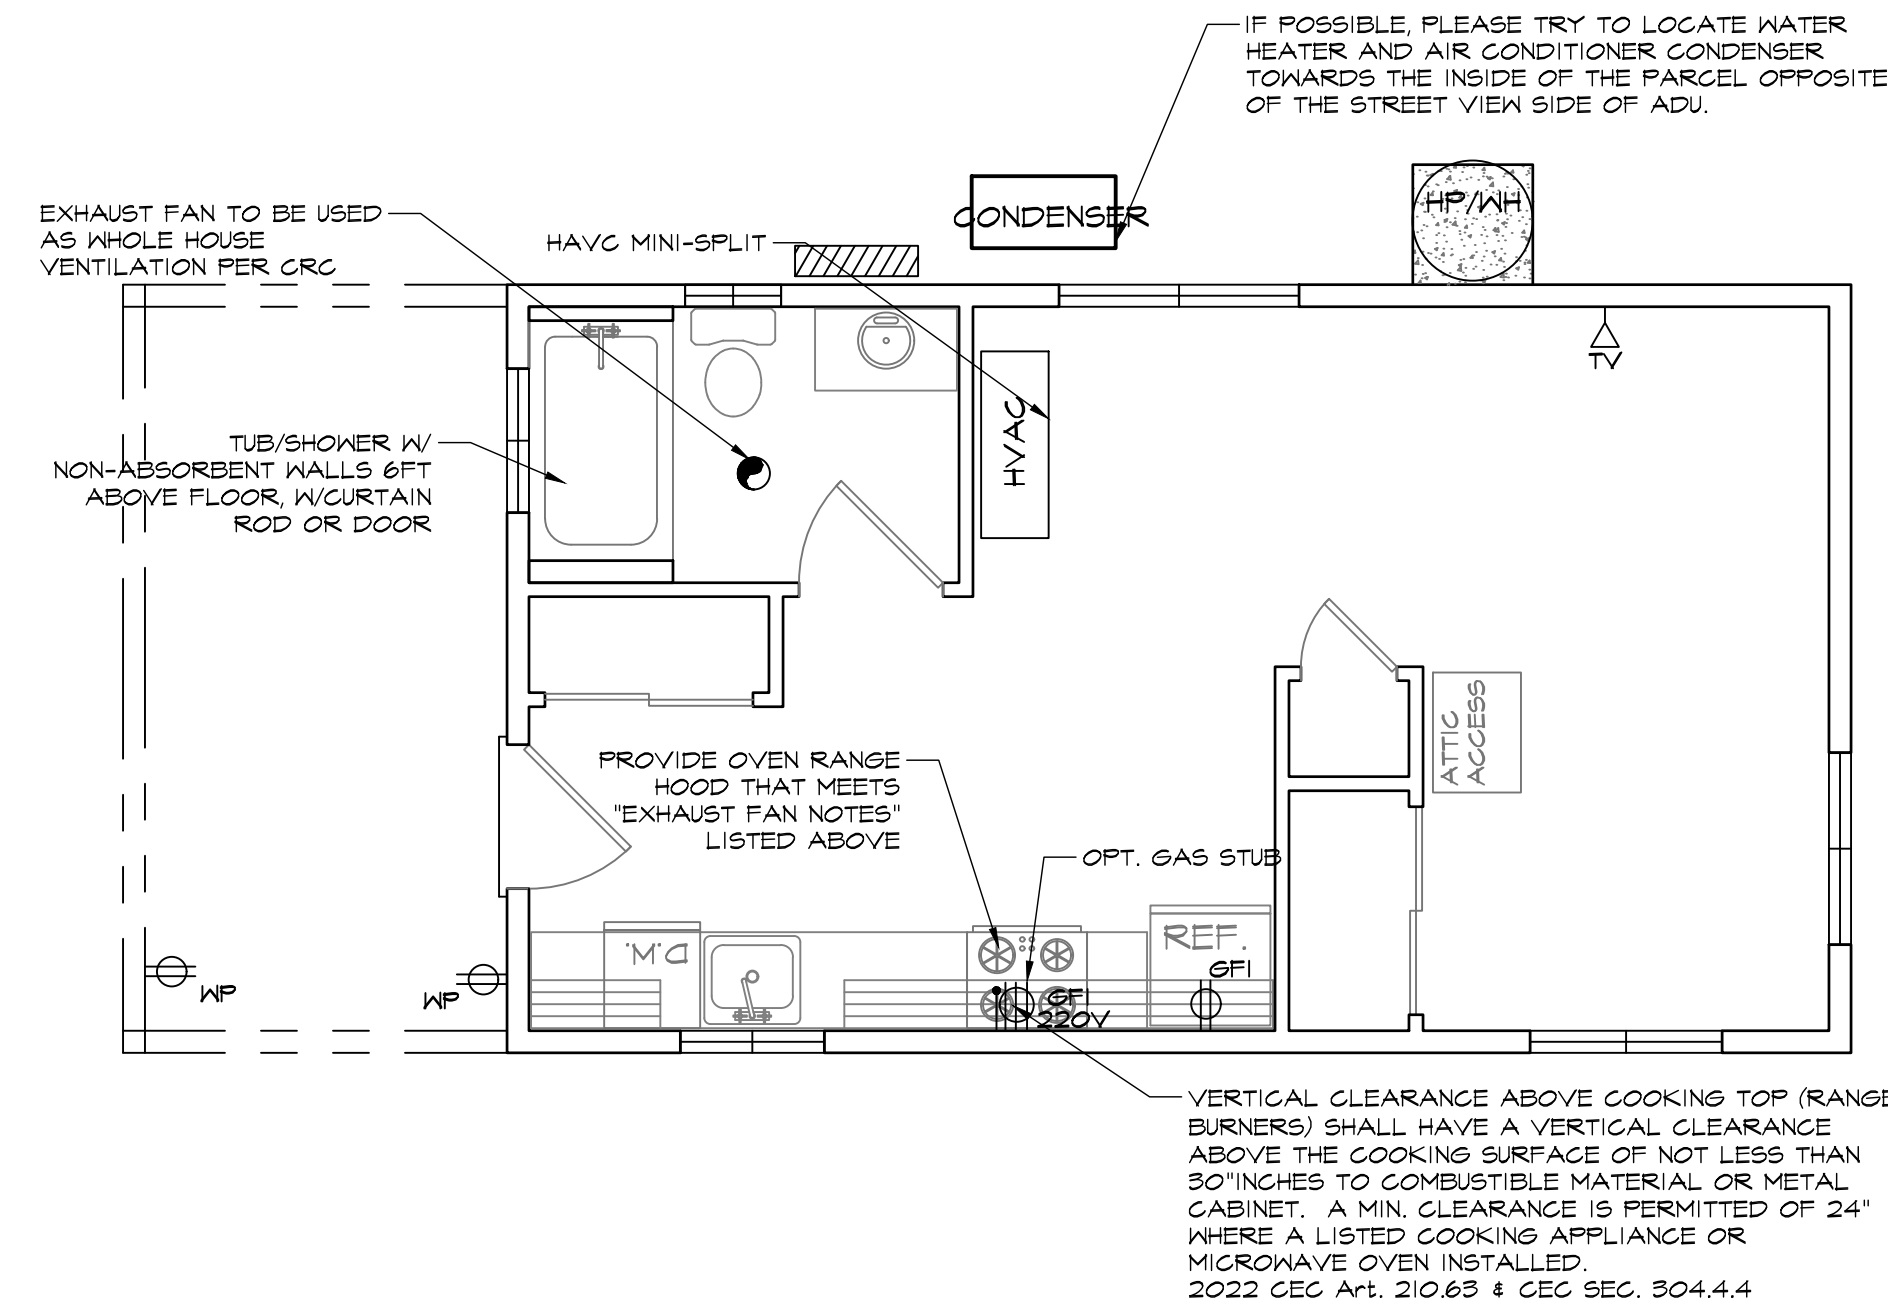 IF POSSIBLE, PLEASE TRY TO LOCATE WATER
HEATER AND AIR CONDITIONER CONDENSER
TOWARDS THE INSIDE OF THE PARCEL OPPOSITE
OF THE STREET VIEW SIDE OF ADU.
CONDENSER
HP/WH
EXHAUST FAN TO BE USED
AS WHOLE HOUSE
VENTILATION PER CRC
HAVC MINI-SPLIT
TV
HVAC
TUB/SHOWER W/
NON-ABSORBENT WALLS 6FT
ABOVE FLOOR, W/CURTAIN
ROD OR DOOR
ATTIC
ACCESS
PROVIDE OVEN RANGE
HOOD THAT MEETS
"EXHAUST FAN NOTES"
LISTED ABOVE
OPT. GAS STUB
D.W.
REF.
GFI
WP
WP
GFI
220V
VERTICAL CLEARANCE ABOVE COOKING TOP (RANGE
BURNERS) SHALL HAVE A VERTICAL CLEARANCE
ABOVE THE COOKING SURFACE OF NOT LESS THAN
30"INCHES TO COMBUSTIBLE MATERIAL OR METAL
CABINET. A MIN. CLEARANCE IS PERMITTED OF 24"
WHERE A LISTED COOKING APPLIANCE OR
MICROWAVE OVEN INSTALLED.
2022 CEC Art. 210.63 & CEC SEC. 304.4.4